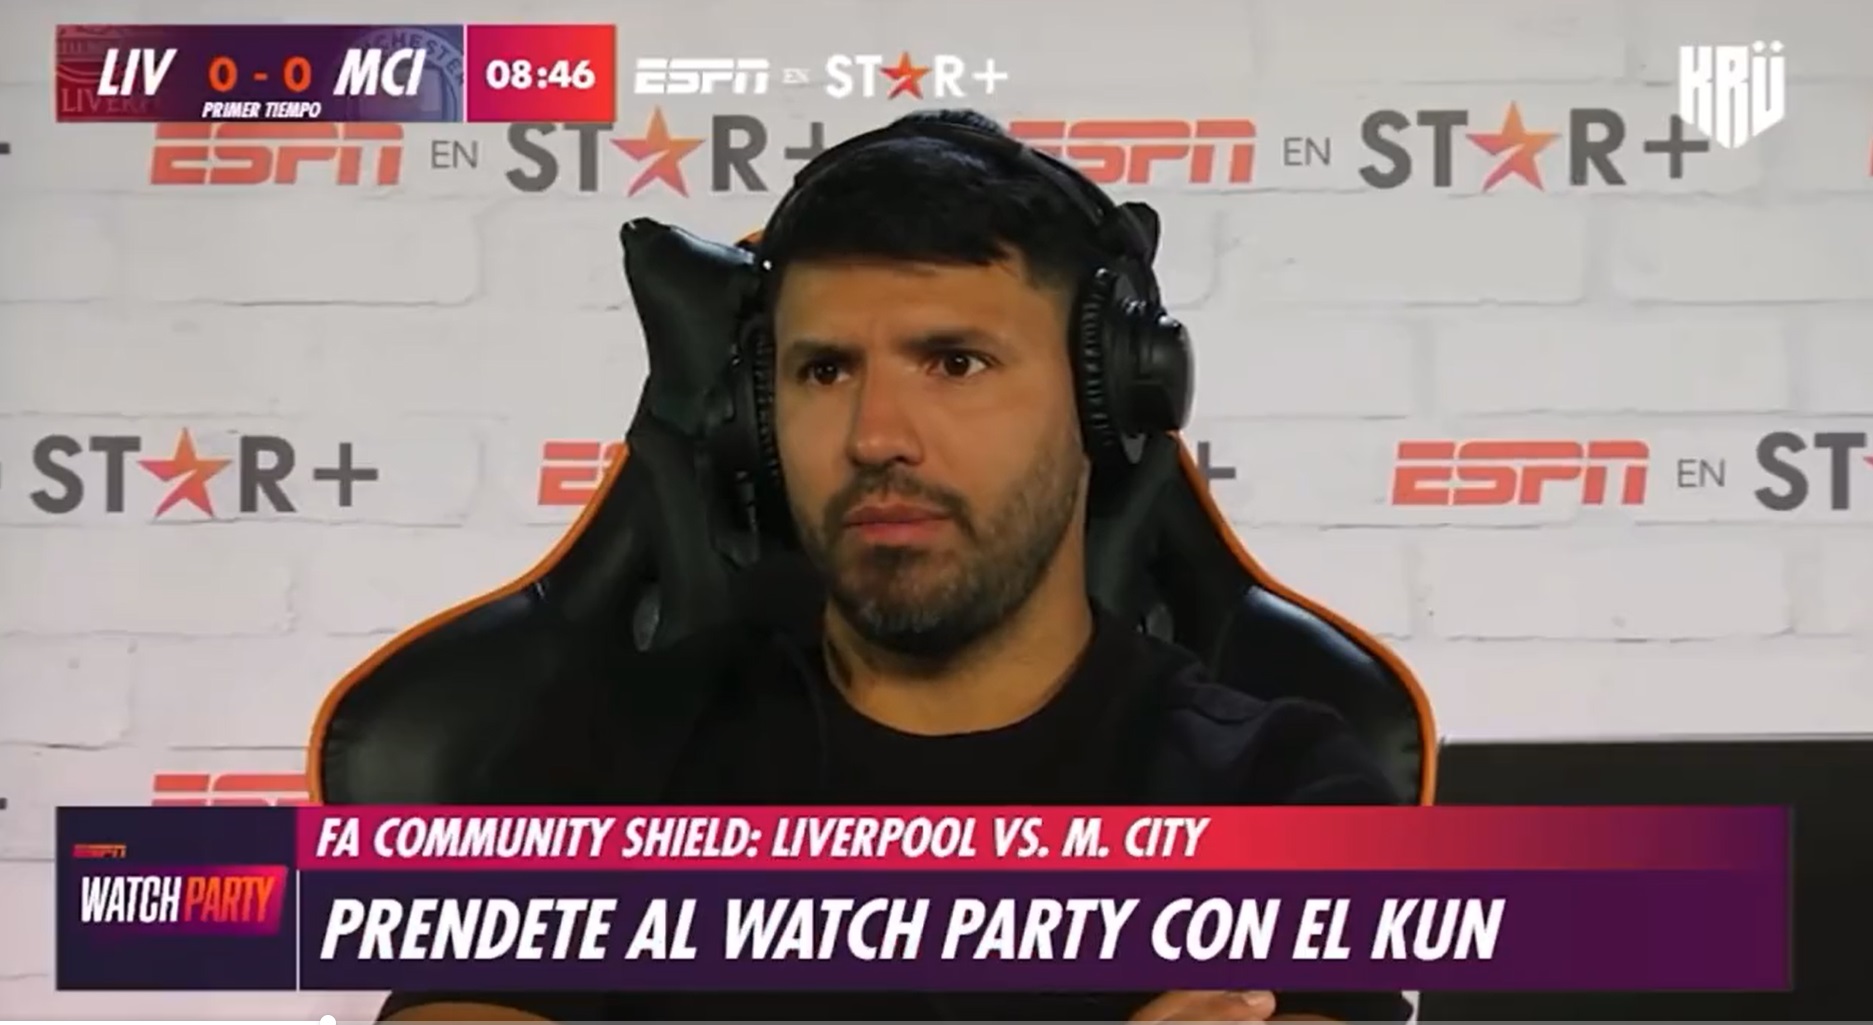 LIV 0 - 0 MCI 08:46 ESPN EN STAR+ KRÜ
PRIMER TIEMPO
ESPN EN STAR+ ESPN EN STAR+
STAR+ ESPN EN ST
ESPN
FA COMMUNITY SHIELD: LIVERPOOL VS. M. CITY
ESPN
WATCH PARTY
PRENDETE AL WATCH PARTY CON EL KUN